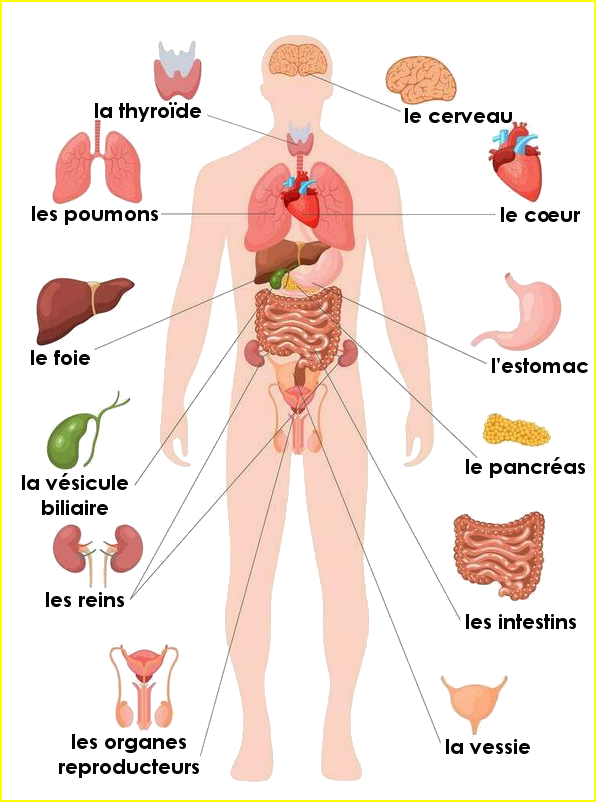 la thyroïde
le cerveau
les poumons
le cœur
le foie
l'estomac
la vésicule
biliaire
le pancréas
les reins
les intestins
les organes
reproducteurs
la vessie